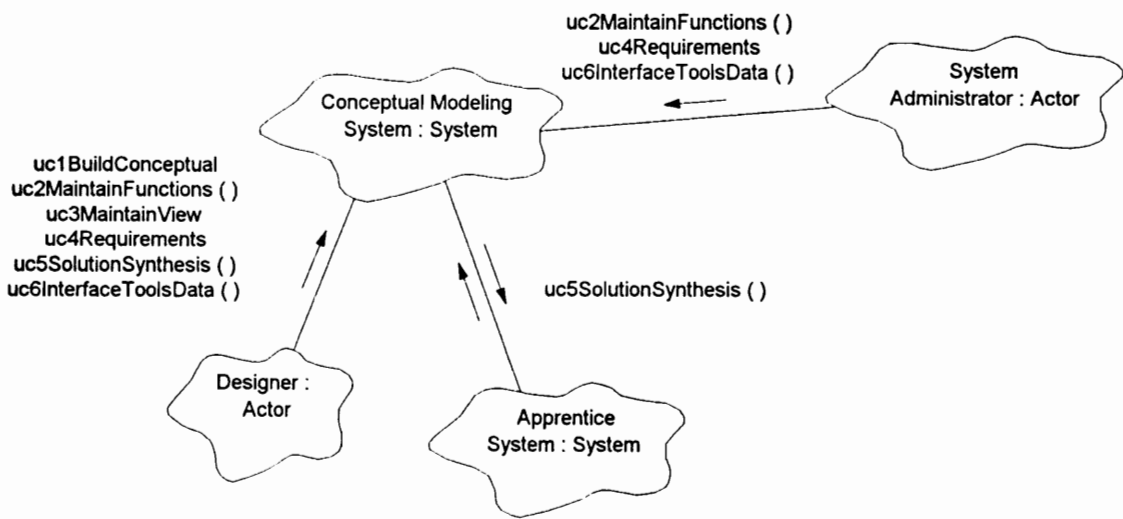 uc2MaintainFunctions ( )
uc4Requirements
uc6InterfaceToolsData ( )
System
Administrator : Actor
Conceptual Modeling
System : System
uc1BuildConceptual
uc2MaintainFunctions ( )
uc3MaintainView
uc4Requirements
uc5SolutionSynthesis ( )
uc6InterfaceToolsData ( )
uc5SolutionSynthesis ( )
Designer :
Actor
Apprentice
System : System